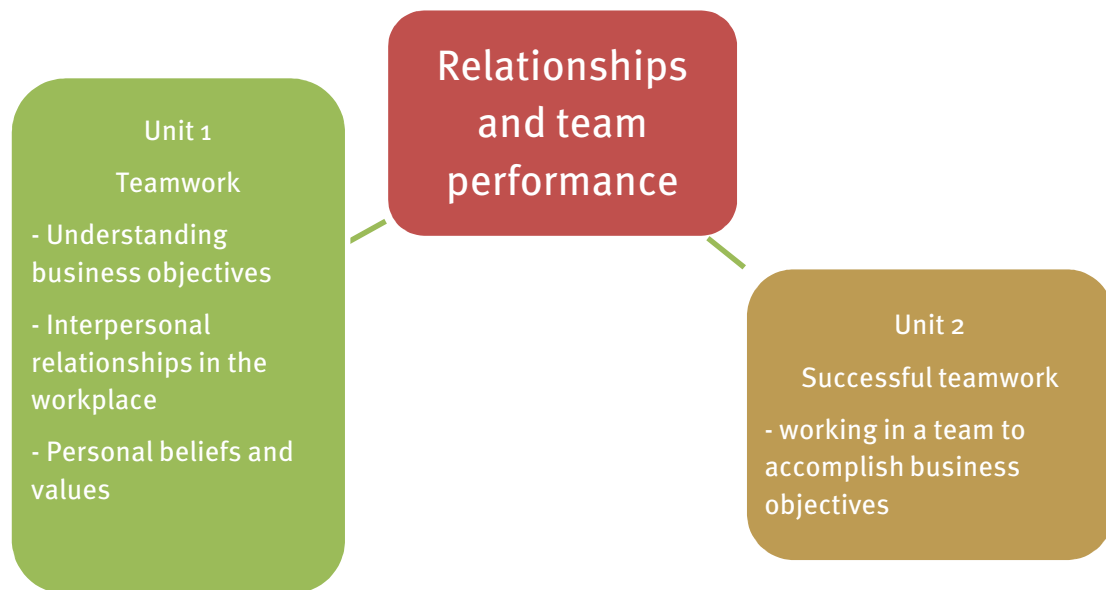 Relationships
and team
performance
Unit 1
Teamwork
- Understanding
business objectives
- Interpersonal
relationships in the
workplace
- Personal beliefs and
values
Unit 2
Successful teamwork
- working in a team to
accomplish business
objectives